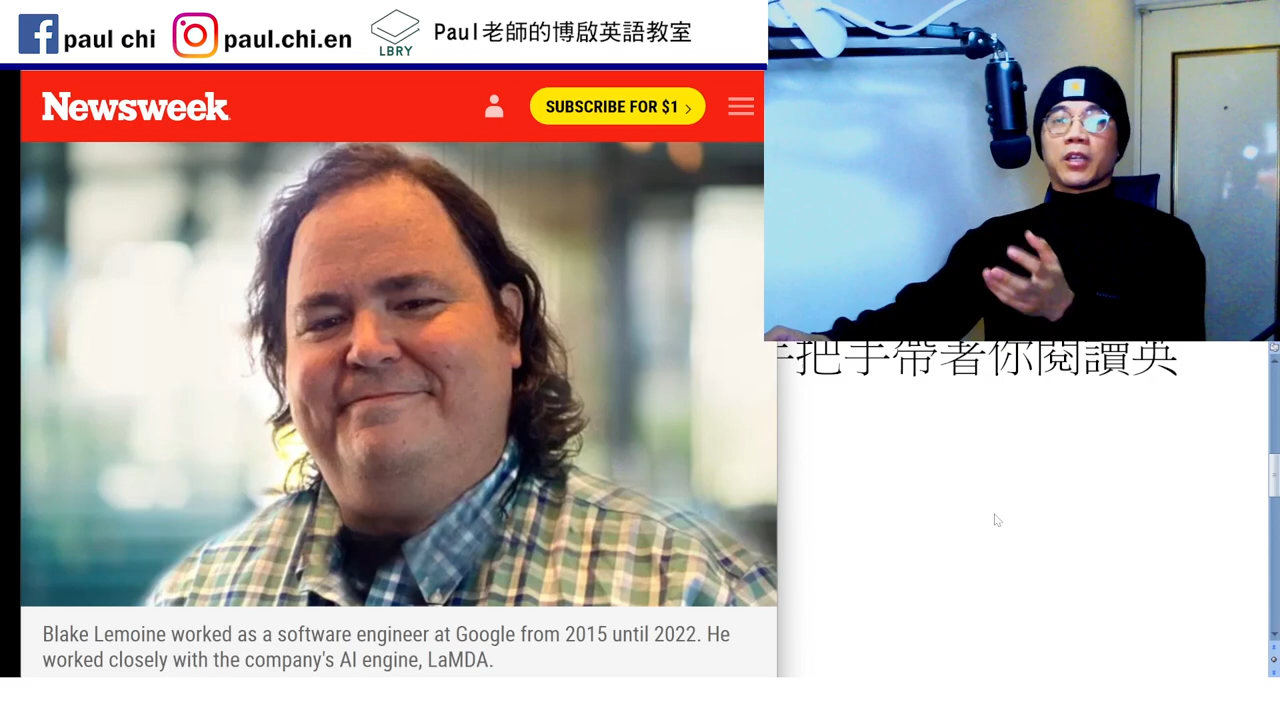 paul chi
paul.chi.en
LBRY
Paul老師的博啟英語教室
Newsweek
SUBSCRIBE FOR $1 >
把手帶著你閱讀英
Blake Lemoine worked as a software engineer at Google from 2015 until 2022. He
worked closely with the company's AI engine, LaMDA.